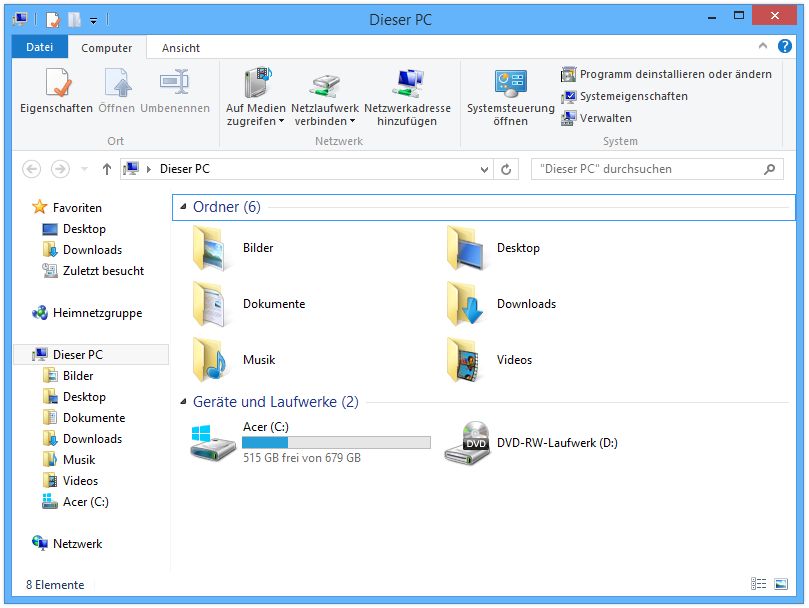 Dieser PC
Datei
Computer
Ansicht
Eigenschaften
Öffnen
Umbenennen
Ort
Auf Medien
zugreifen
Netzlaufwerk
verbinden
Netzwerkadresse
hinzufügen
Netzwerk
Systemsteuerung
öffnen
Programm deinstallieren oder ändern
Systemeigenschaften
Verwalten
System
Dieser PC
"Dieser PC" durchsuchen
Favoriten
Desktop
Downloads
Zuletzt besucht
Heimnetzgruppe
Dieser PC
Bilder
Desktop
Dokumente
Downloads
Musik
Videos
Acer (C:)
Netzwerk
Ordner (6)
Bilder
Desktop
Dokumente
Downloads
Musik
Videos
Geräte und Laufwerke (2)
Acer (C:)
515 GB frei von 679 GB
DVD
DVD-RW-Laufwerk (D:)
8 Elemente